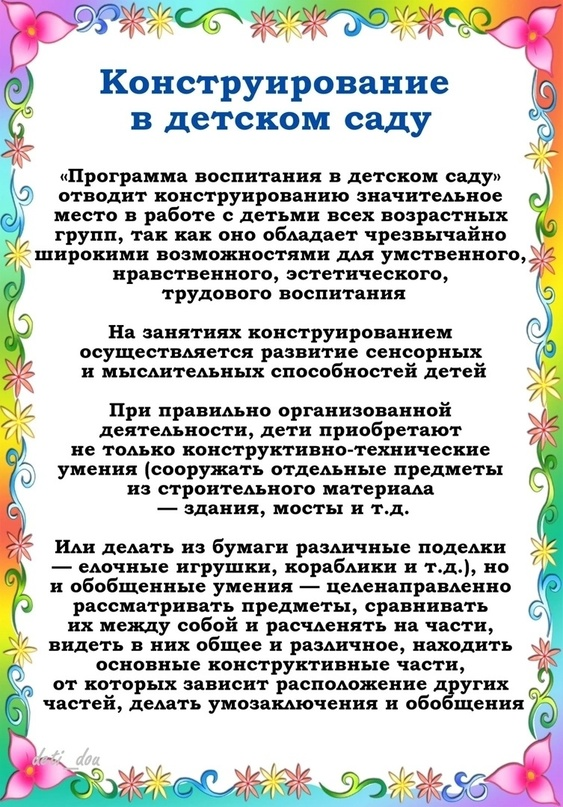 Конструирование
в детском саду
«Программа воспитания в детском саду»
отводит конструированию значительное
место в работе с детьми всех возрастных
групп, так как оно обладает чрезвычайно
широкими возможностями для умственного,
нравственного, эстетического,
трудового воспитания
На занятиях конструированием
осуществляется развитие сенсорных
и мыслительных способностей детей
При правильно организованной
деятельности, дети приобретают
не только конструктивно-технические
умения (сооружать отдельные предметы
из строительного материала
— здания, мосты и т.д.
Или делать из бумаги различные поделки
— елочные игрушки, кораблики и т.д.), но
и обобщенные умения — целенаправленно
рассматривать предметы, сравнивать
их между собой и расчленять на части,
видеть в них общее и различное, находить
основные конструктивные части,
от которых зависит расположение других
частей, делать умозаключения и обобщения
deti_dou